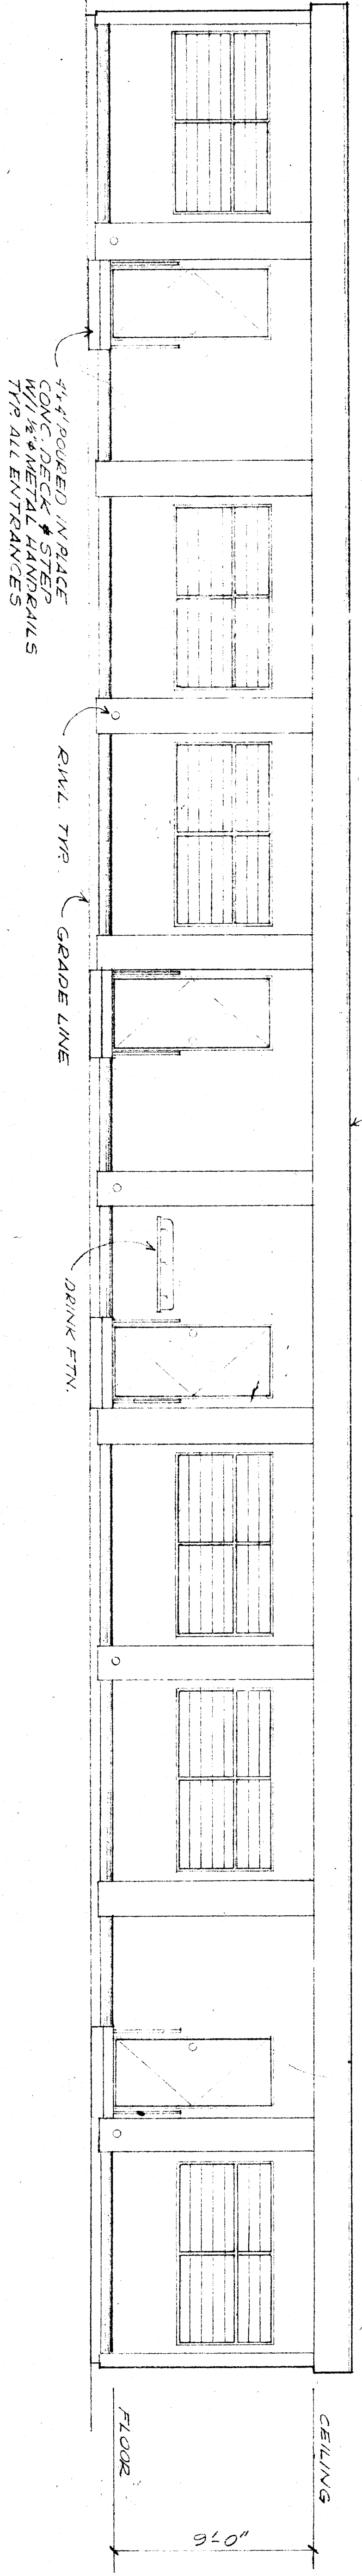 4'x4' POURED IN PLACE
CONC. DECK & STEP
W/1 ½"φ METAL HANDRAILS
TYP. ALL ENTRANCES
R.W.L. TYP.
GRADE LINE
DRINK FTN.
CEILING
FLOOR
9'-0"